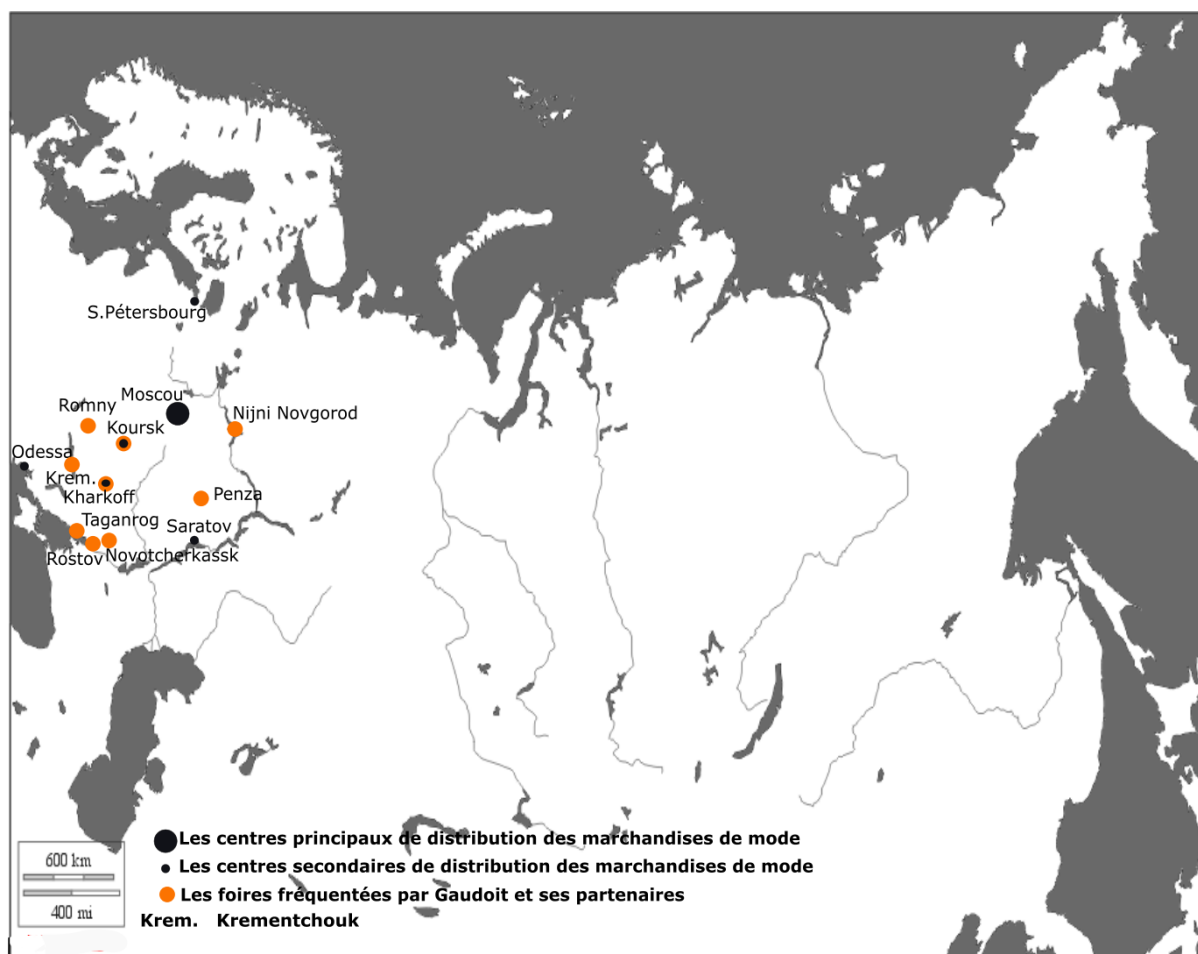 S.Pétersbourg
Moscou
Romny
Nijni Novgorod
Koursk
Odessa
Krem.
Kharkoff
Penza
Taganrog
Saratov
Rostov
Novotcherkassk
Les centres principaux de distribution des marchandises de mode
600 km
Les centres secondaires de distribution des marchandises de mode
Les foires fréquentées par Gaudoit et ses partenaires
400 mi
Krem. Krementchouk